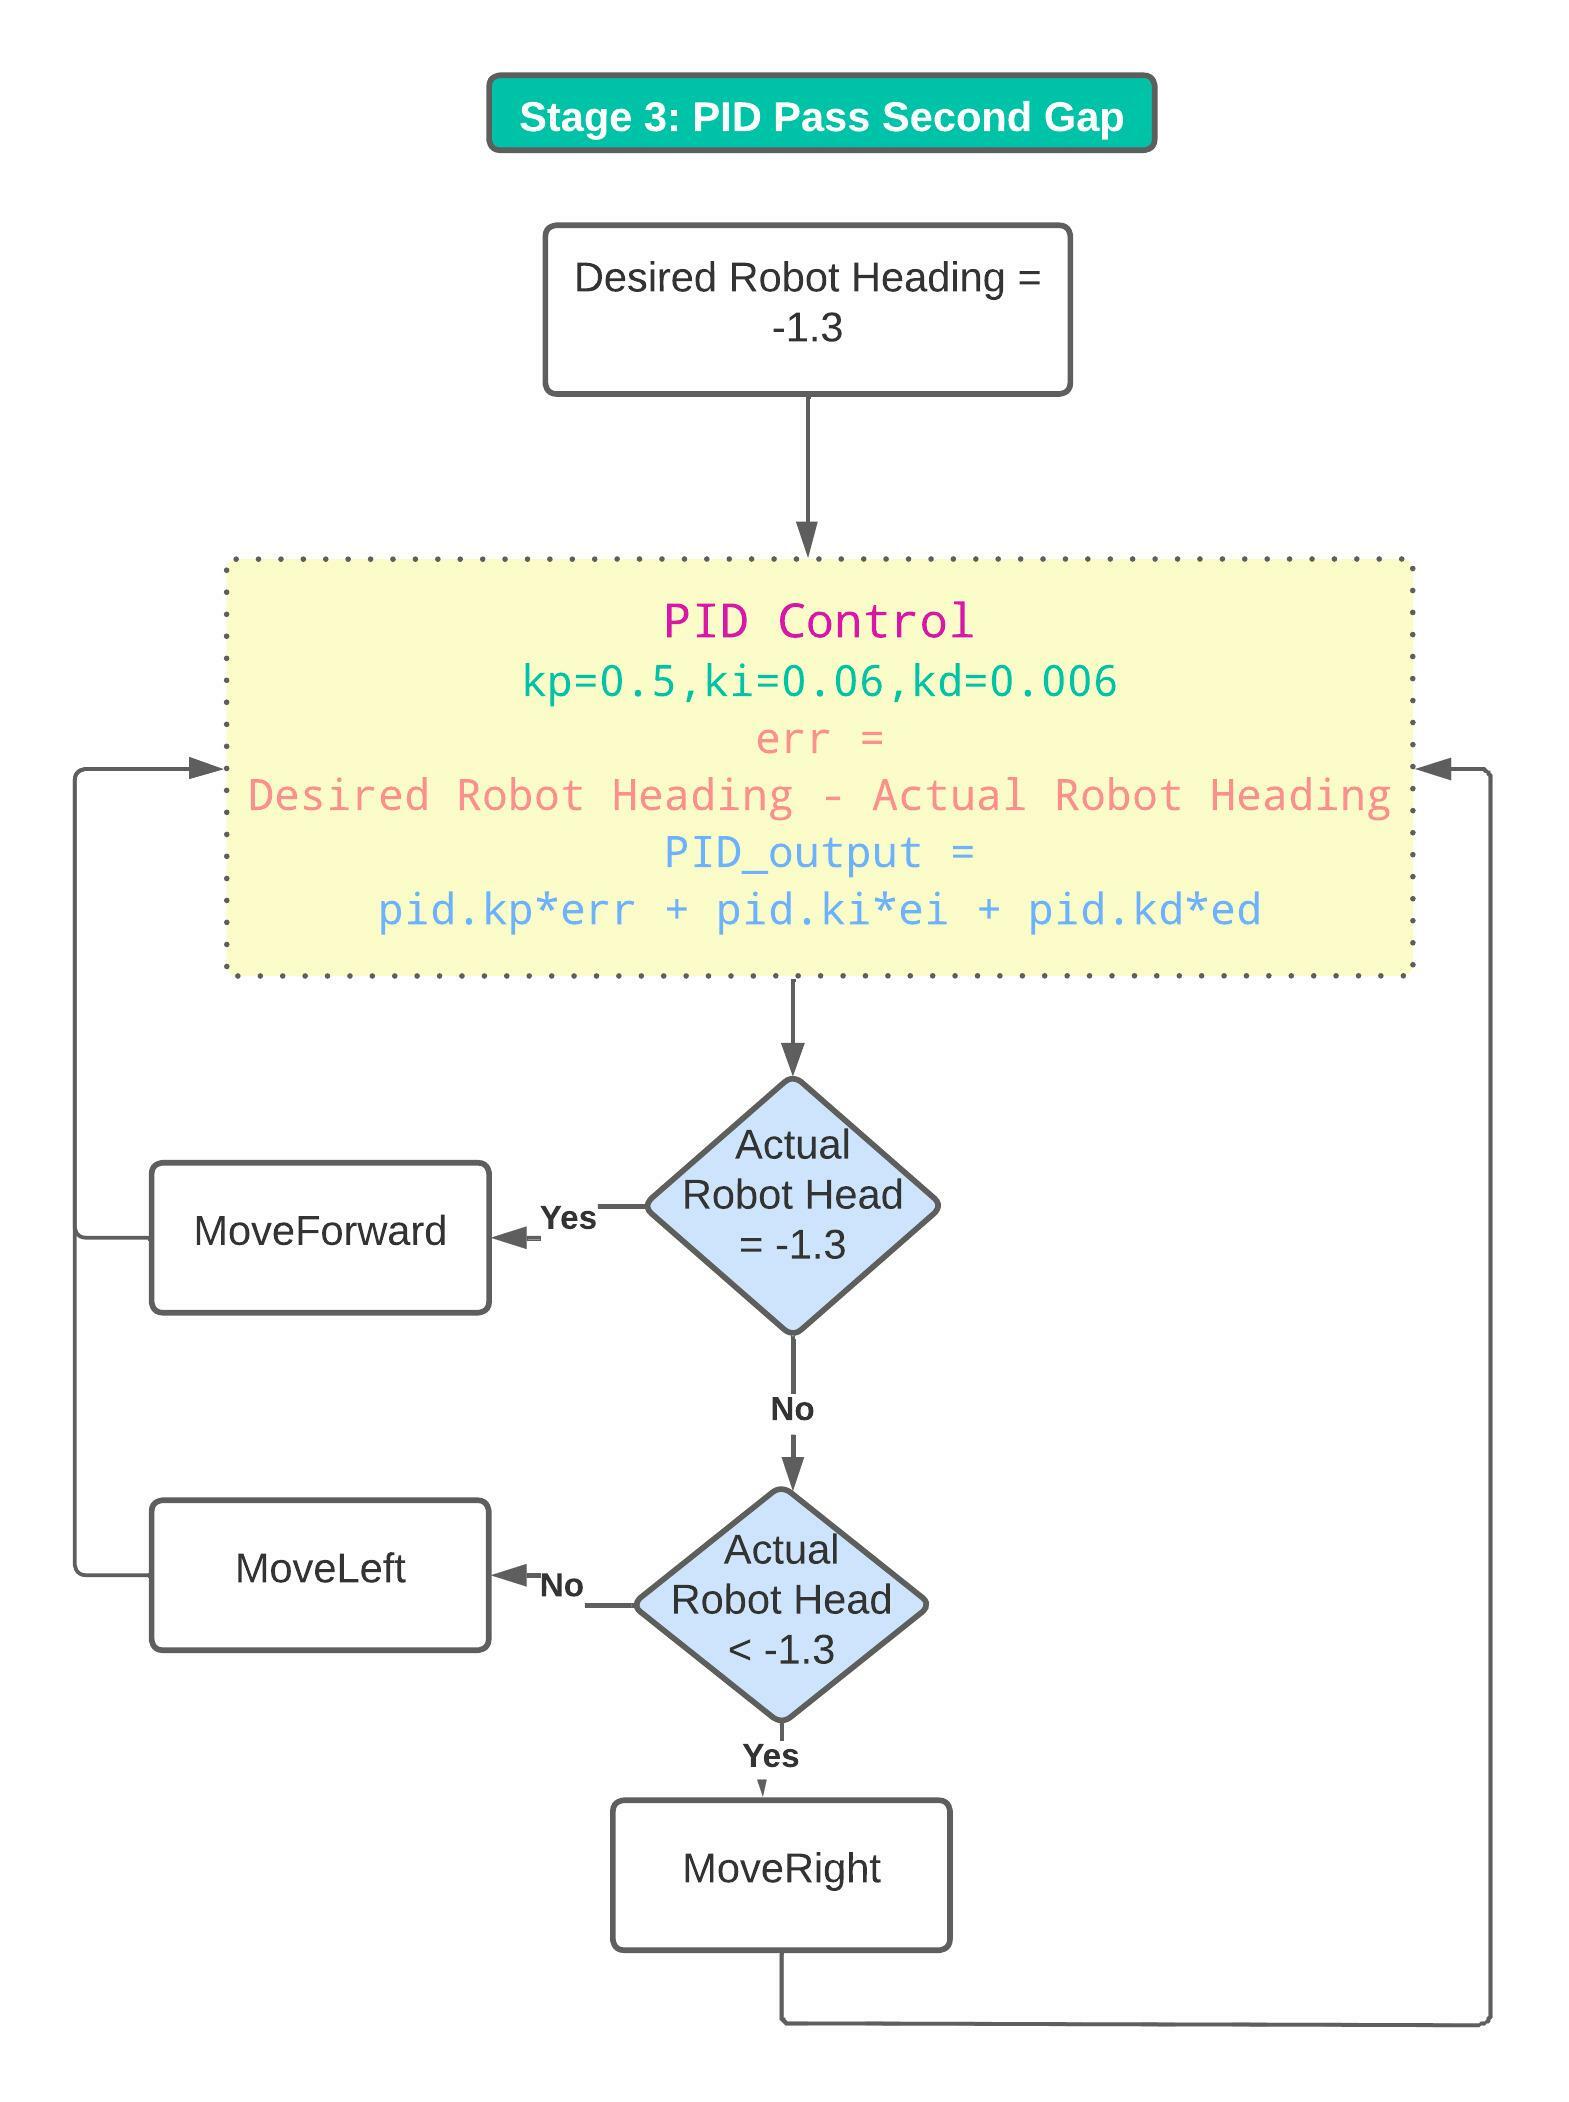 Stage 3: PID Pass Second Gap
Desired Robot Heading =
-1.3
PID Control
kp=0.5,ki=0.06,kd=0.006
err =
Desired Robot Heading - Actual Robot Heading
PID_output =
pid.kp*err + pid.ki*ei + pid.kd*ed
Actual
Robot Head
= -1.3
Yes
MoveForward
No
Actual
Robot Head
< -1.3
No
MoveLeft
Yes
MoveRight